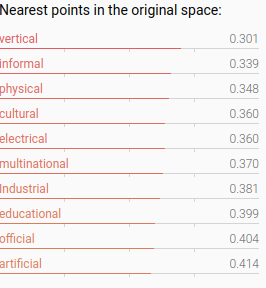 Nearest points in the original space:
vertical 0.301
informal 0.339
physical 0.348
cultural 0.360
electrical 0.360
multinational 0.370
Industrial 0.381
educational 0.399
official 0.404
artificial 0.414